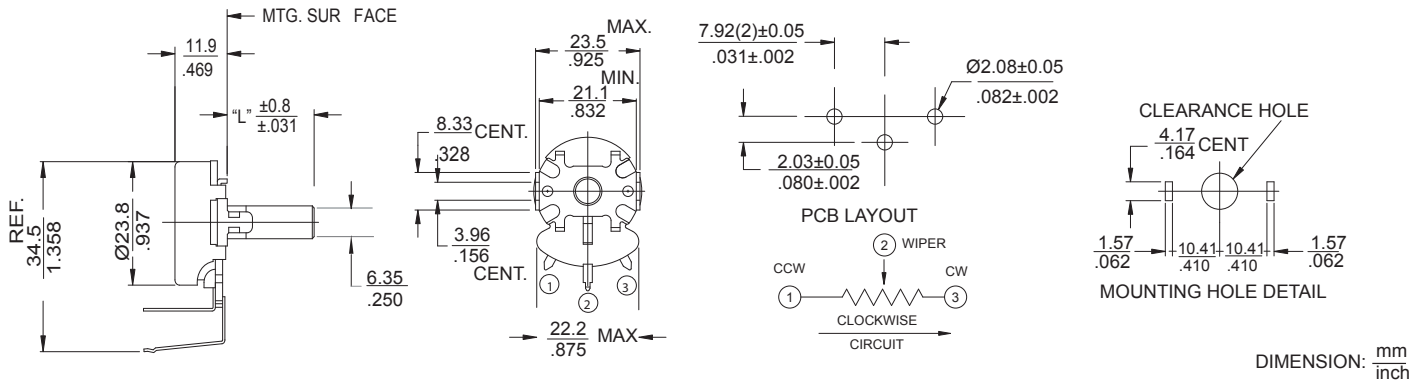 MTG. SUR FACE
11.9
.469
"L" ±0.8
±.031
REF.
34.5
1.358
Ø23.8
.937
6.35
.250
MAX.
23.5
.925
MIN.
21.1
.832
8.33 CENT.
.328
3.96
.156
CENT.
1
2
3
22.2 MAX
.875
7.92(2)±0.05
.031±.002
Ø2.08±0.05
.082±.002
2.03±0.05
.080±.002
PCB LAYOUT
2 WIPER
CCW
CW
1
3
CLOCKWISE
CIRCUIT
CLEARANCE HOLE
4.17 CENT
.164
1.57
.062
10.41
.410
10.41
.410
1.57
.062
MOUNTING HOLE DETAIL
DIMENSION: mm
inch